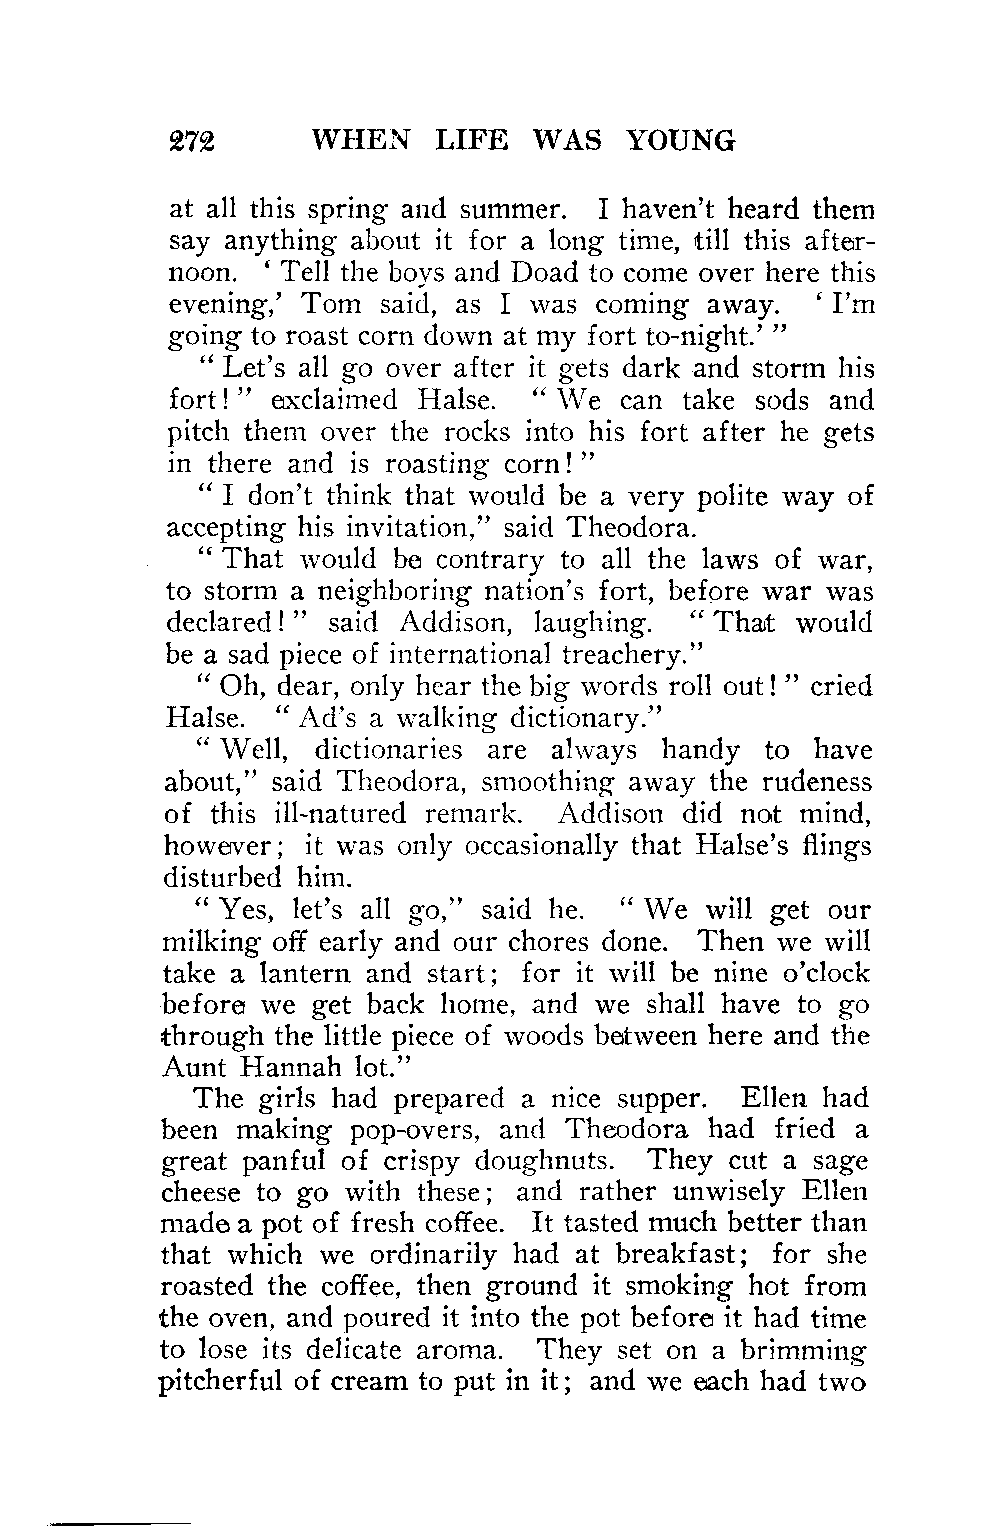 272 WHEN LIFE WAS YOUNG
at all this spring and summer. I haven't heard them
say anything about it for a long time, till this after-
noon. ‘ Tell the boys and Doad to come over here this
evening,’ Tom said, as I was coming away. ‘ I'm
going to roast corn down at my fort to-night.’ ”
“ Let's all go over after it gets dark and storm his
fort! ” exclaimed Halse. “ We can take sods and
pitch them over the rocks into his fort after he gets
in there and is roasting corn! ”
“ I don't think that would be a very polite way of
accepting his invitation,” said Theodora.
“ That would be contrary to all the laws of war,
to storm a neighboring nation's fort, before war was
declared! ” said Addison, laughing. “ That would
be a sad piece of international treachery.”
“ Oh, dear, only hear the big words roll out! ” cried
Halse. “ Ad's a walking dictionary.”
“ Well, dictionaries are always handy to have
about,” said Theodora, smoothing away the rudeness
of this ill-natured remark. Addison did not mind,
however; it was only occasionally that Halse's flings
disturbed him.
“ Yes, let's all go,” said he. “ We will get our
milking off early and our chores done. Then we will
take a lantern and start; for it will be nine o'clock
before we get back home, and we shall have to go
through the little piece of woods between here and the
Aunt Hannah lot.”
The girls had prepared a nice supper. Ellen had
been making pop-overs, and Theodora had fried a
great panful of crispy doughnuts. They cut a sage
cheese to go with these; and rather unwisely Ellen
made a pot of fresh coffee. It tasted much better than
that which we ordinarily had at breakfast; for she
roasted the coffee, then ground it smoking hot from
the oven, and poured it into the pot before it had time
to lose its delicate aroma. They set on a brimming
pitcherful of cream to put in it; and we each had two